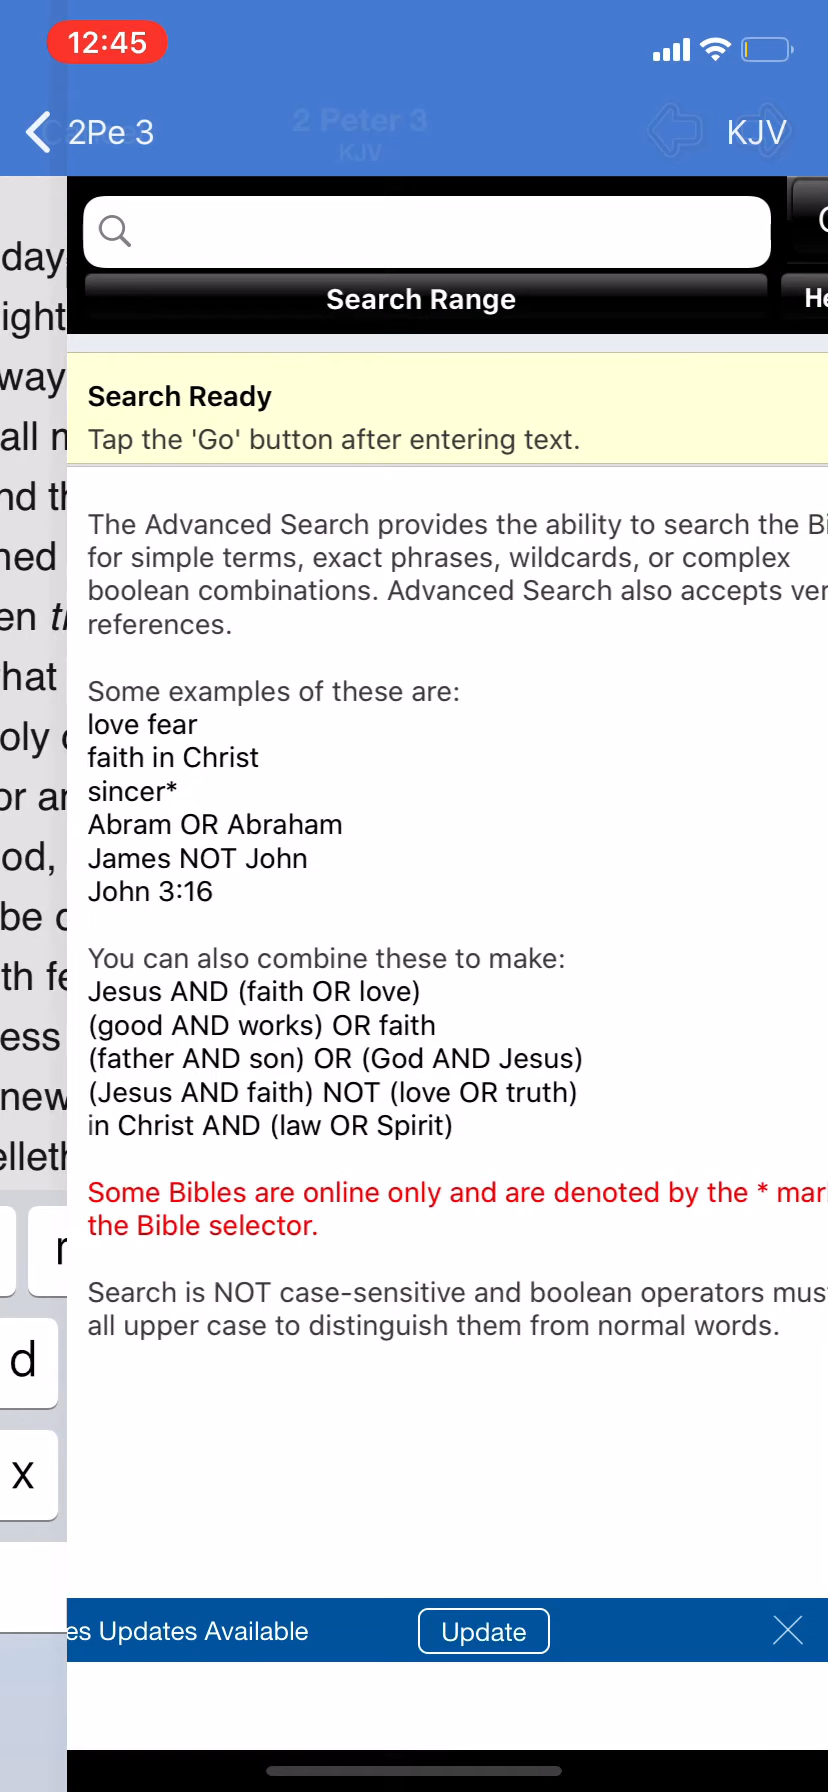 12:45
2Pe 3
2 Peter 3
KJV
KJV
Search Range
Search Ready
Tap the 'Go' button after entering text.
The Advanced Search provides the ability to search the
for simple terms, exact phrases, wildcards, or complex
boolean combinations. Advanced Search also accepts
references.
Some examples of these are:
love fear
faith in Christ
sincer*
Abram OR Abraham
James NOT John
John 3:16
You can also combine these to make:
Jesus AND (faith OR love)
(good AND works) OR faith
(father AND son) OR (God AND Jesus)
(Jesus AND faith) NOT (love OR truth)
in Christ AND (law OR Spirit)
Some Bibles are online only and are denoted by the *
the Bible selector.
Search is NOT case-sensitive and boolean operators
all upper case to distinguish them from normal words.
day
way
all
be
new
d
x
Updates Available
Update